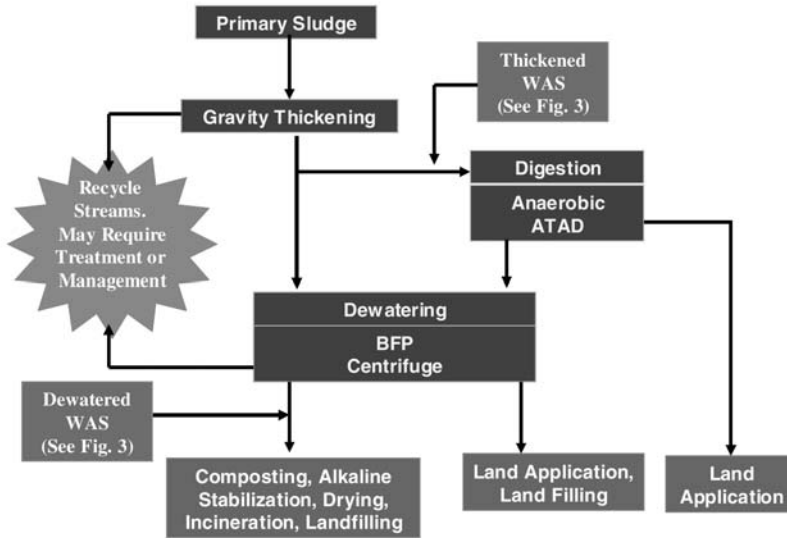 Primary Sludge
Thickened
WAS
(See Fig. 3)
Gravity Thickening
Digestion
Anaerobic
ATAD
Recycle
Streams.
May Require
Treatment or
Management
Dewatering
BFP
Centrifuge
Dewatered
WAS
(See Fig. 3)
Composting, Alkaline
Stabilization, Drying,
Incineration, Landfilling
Land Application,
Land Filling
Land
Application